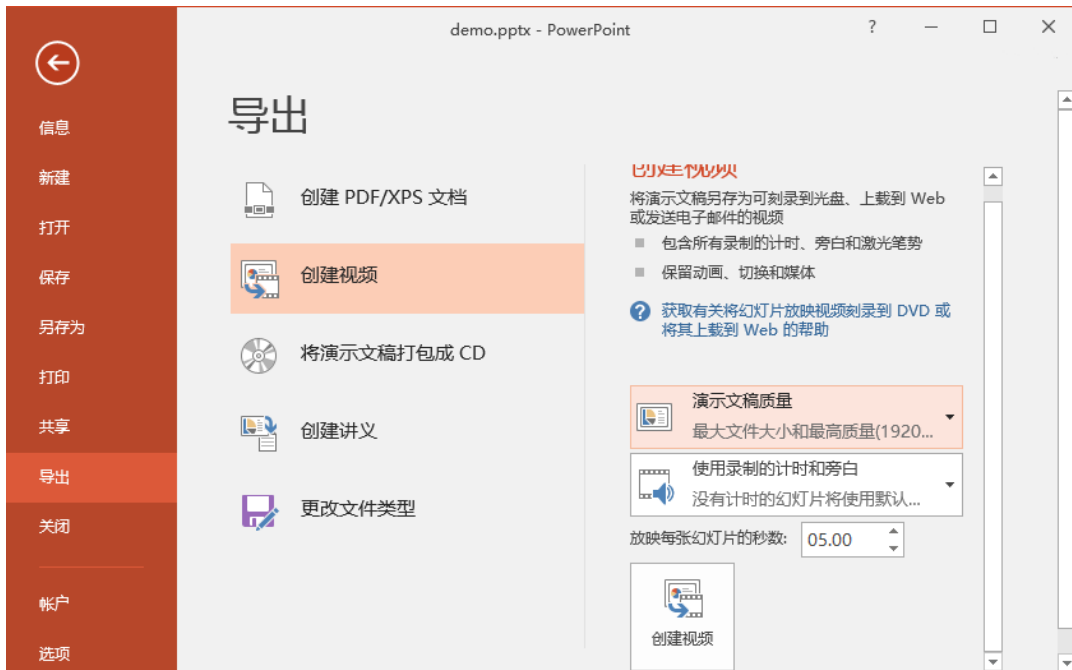 demo.pptx - PowerPoint
?
信息
新建
打开
保存
另存为
打印
共享
导出
关闭
帐户
选项
导出
创建 PDF/XPS 文档
创建视频
将演示文稿打包成 CD
创建讲义
更改文件类型
创建视频
将演示文稿另存为可刻录到光盘、上载到 Web
或发送电子邮件的视频
包含所有录制的计时、旁白和激光笔势
保留动画、切换和媒体
获取有关将幻灯片放映视频刻录到 DVD 或
将其上载到 Web 的帮助
演示文稿质量
最大文件大小和最高质量(1920...
使用录制的计时和旁白
没有计时的幻灯片将使用默认...
放映每张幻灯片的秒数: 05.00
创建视频